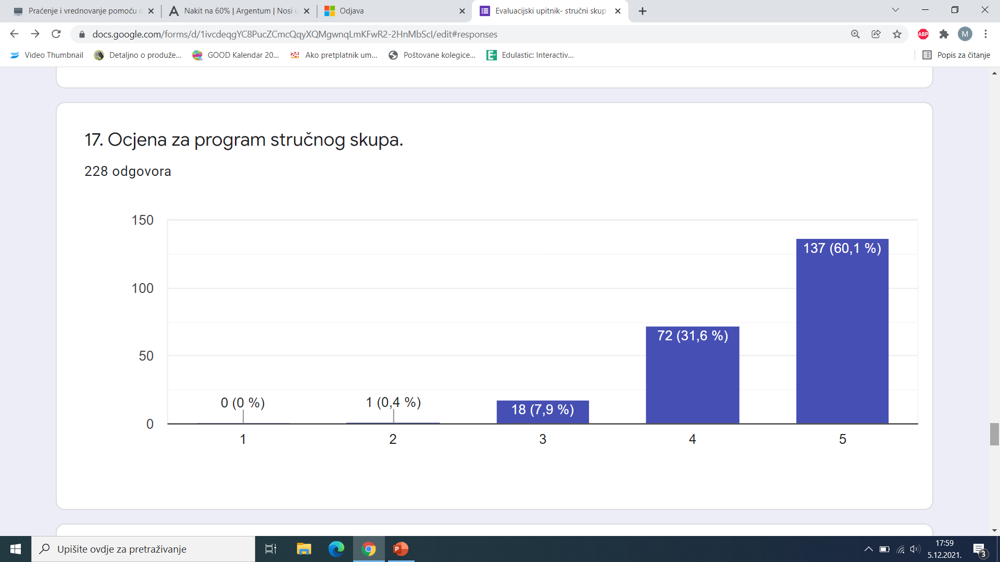 Praćenje i vrednovanje pomoću
Nakit na 60% | Argentum | Nosi
Odjava
Evaluacijski upitnik- stručni skup
docs.google.com/forms/d/1ivcdeqgYC8PucZCmcQqyXQMgwnqLmKFwR2-2HnMbScI/edit#responses
ABP
M
Video Thumbnail
Detaljno o produže...
GOOD Kalendar 20...
24
Ako pretplatnik um...
Poštovane kolegice...
E
Edulastic: Interactiv...
Popis za čitanje
17. Ocjena za program stručnog skupa.
228 odgovora
150
100
50
0
0 (0 %)
1 (0,4 %)
18 (7,9 %)
72 (31,6 %)
137 (60,1 %)
1
2
3
4
5
Upišite ovdje za pretraživanje
P
17:59
5.12.2021.
3